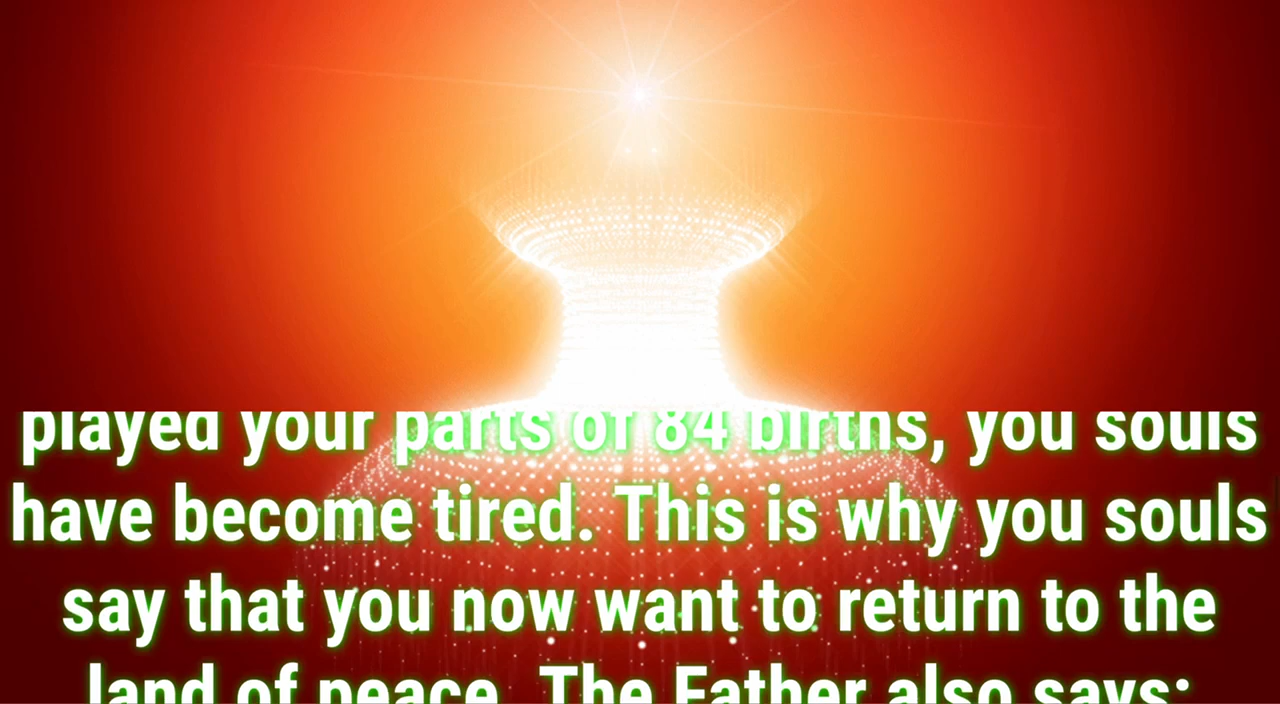 played your parts of 84 births, you souls
have become tired. This is why you souls
say that you now want to return to the
land of peace. The Father also says: